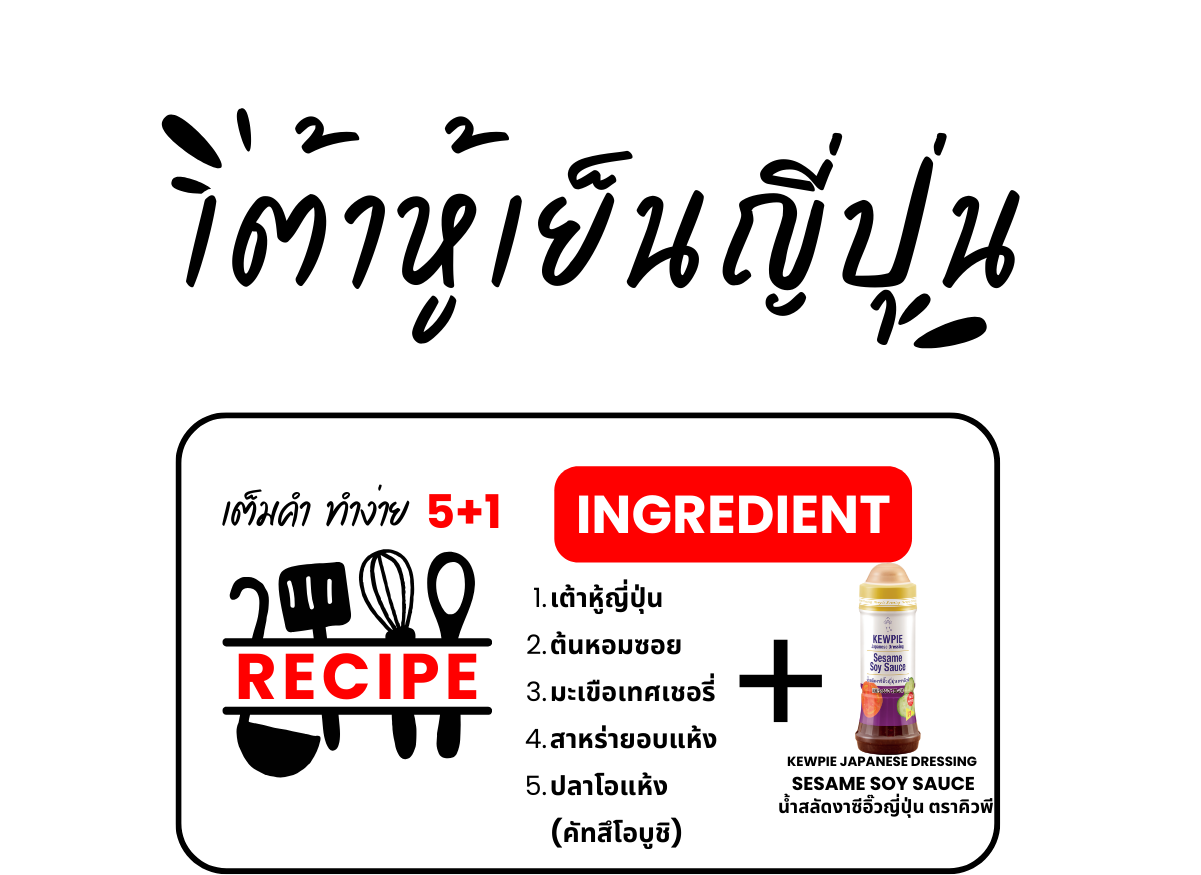 เต้าหู้เย็นญี่ปุ่น
เต็มคำ ทำง่าย 5+1
RECIPE
INGREDIENT
1. เต้าหู้ญี่ปุ่น
2. ต้นหอมซอย
3. มะเขือเทศเชอรี่
4. สาหร่ายอบแห้ง
5. ปลาโอแห้ง
(คัทสึโอบูชิ)
+
KEWPIE
Japanese Dressing
Sesame
Soy Sauce
KEWPIE JAPANESE DRESSING
SESAME SOY SAUCE
น้ำสลัดงาซีอิ๊วญี่ปุ่น ตราคิวพี